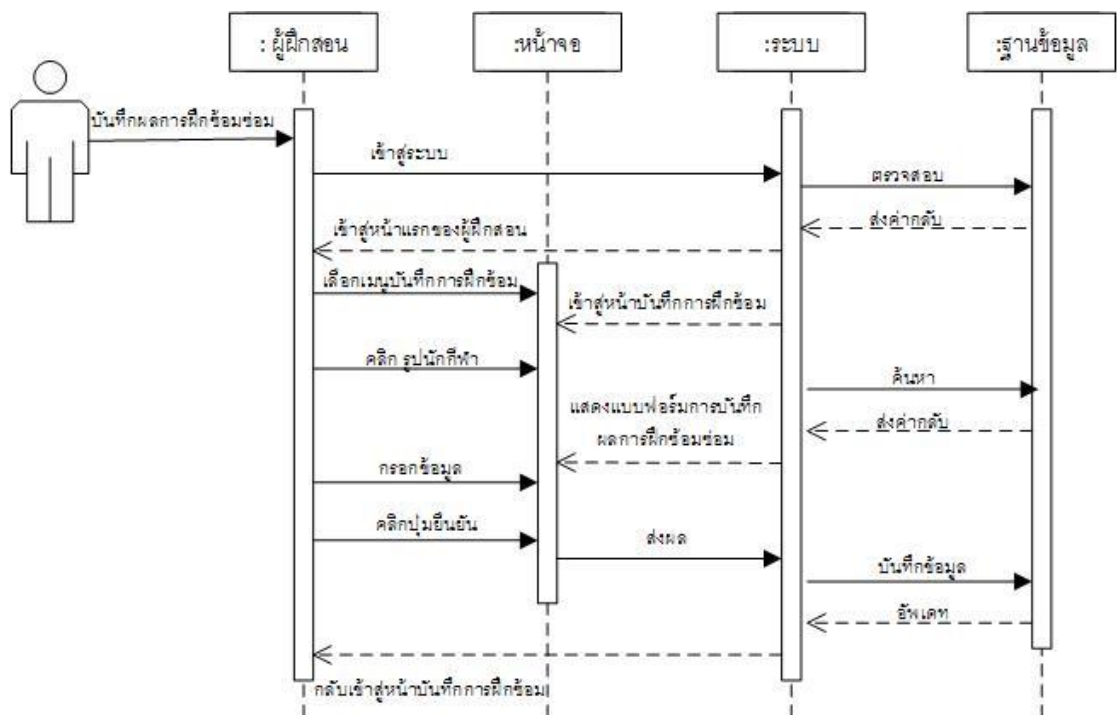 : ผู้ฝึกสอน
:หน้าจอ
:ระบบ
:ฐานข้อมูล
บันทึกผลการฝึกซ้อมซ่อม
เข้าสู่ระบบ
ตรวจสอบ
ส่งค่ากลับ
เข้าสู่หน้าแรกของผู้ฝึกสอน
เลือกเมนูบันทึกการฝึกซ้อม
เข้าสู่หน้าบันทึกการฝึกซ้อม
คลิก รูปนักกีฬา
ค้นหา
แสดงแบบฟอร์มการบันทึก
ผลการฝึกซ้อมซ่อม
ส่งค่ากลับ
กรอกข้อมูล
คลิกปุ่มยืนยัน
ส่งผล
บันทึกข้อมูล
อัพเดท
กลับเข้าสู่หน้าบันทึกการฝึกซ้อม